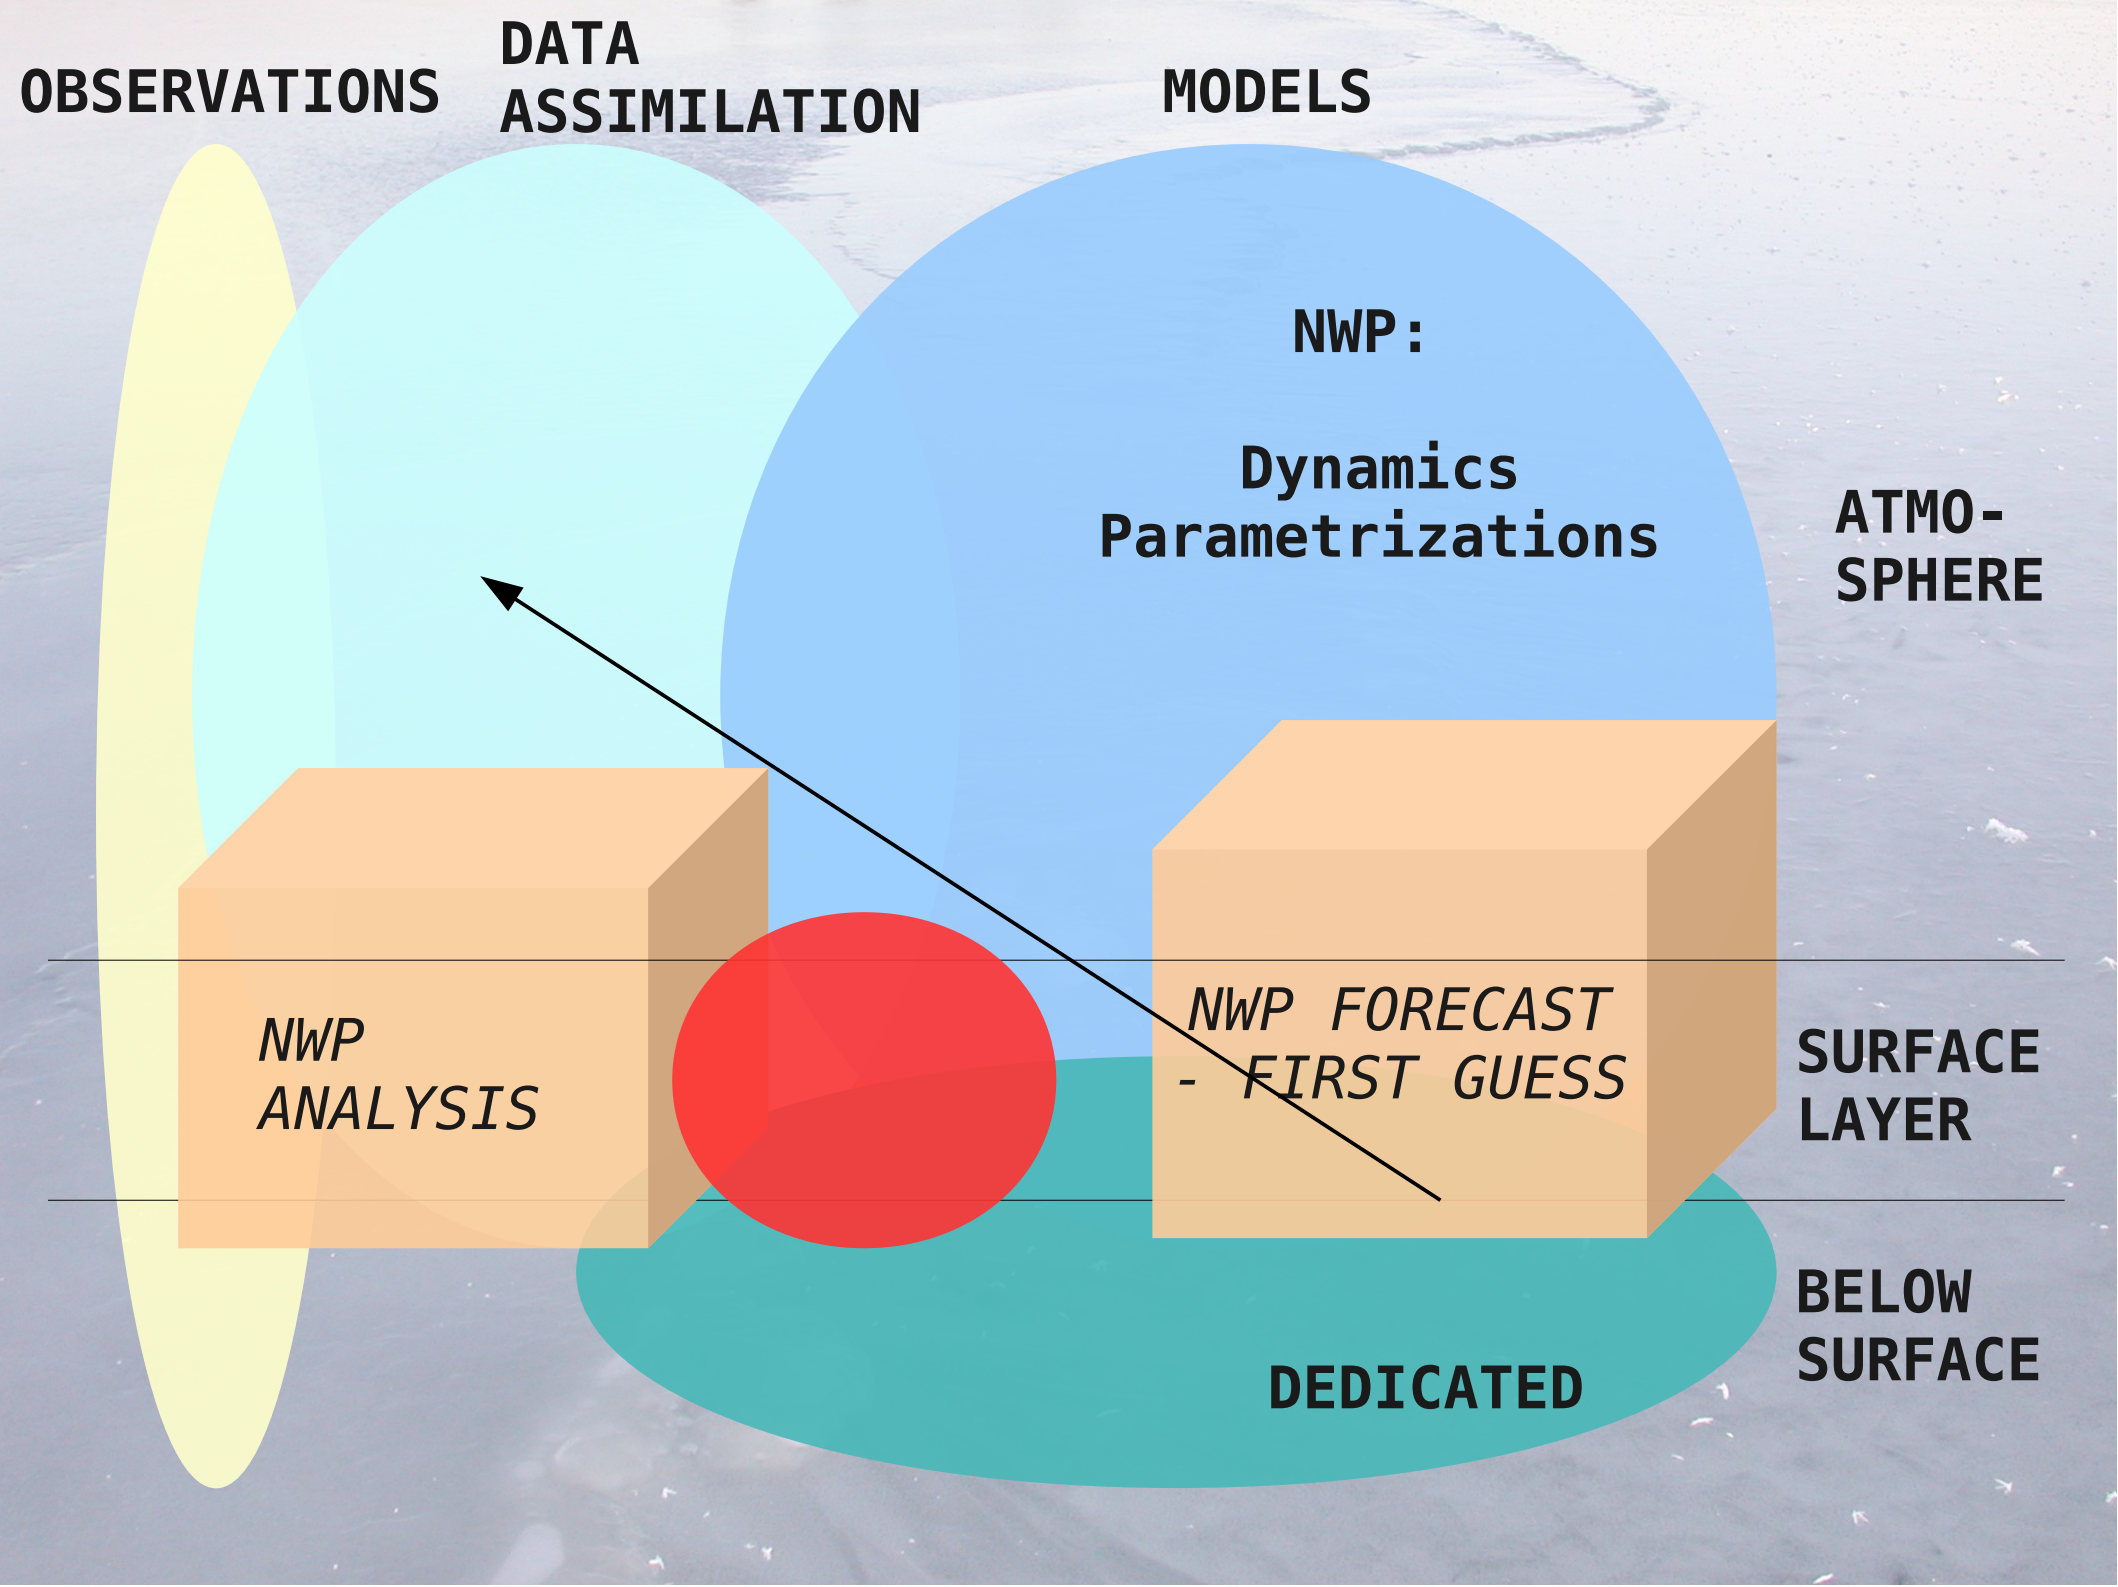 OBSERVATIONS
DATA
ASSIMILATION
MODELS
NWP:
Dynamics
Parametrizations
ATMO-
SPHERE
NWP
ANALYSIS
NWP FORECAST
- FIRST GUESS
SURFACE
LAYER
BELOW
SURFACE
DEDICATED